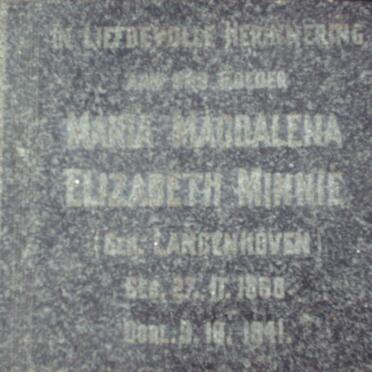 IN LIEFDEVOLLE HERINNERING
AAN ONS MOEDER
MARIA MAGDALENA
ELIZABETH MINNIE
(GEB. LANGENHOVEN)
GEB. 27. 11. 1868
OORL. 9. 10. 1941.